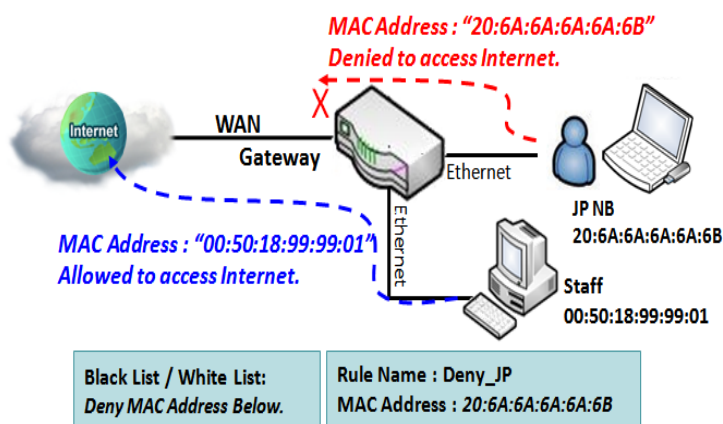 MAC Address : “20:6A:6A:6A:6A:6B”
Denied to access Internet.
X
Internet
WAN
Gateway
Ethernet
JP NB
20:6A:6A:6A:6A:6B
Ethernet
MAC Address : “00:50:18:99:99:01”
Allowed to access Internet.
Staff
00:50:18:99:99:01
Black List / White List:
Deny MAC Address Below.
Rule Name : Deny_JP
MAC Address : 20:6A:6A:6A:6A:6B